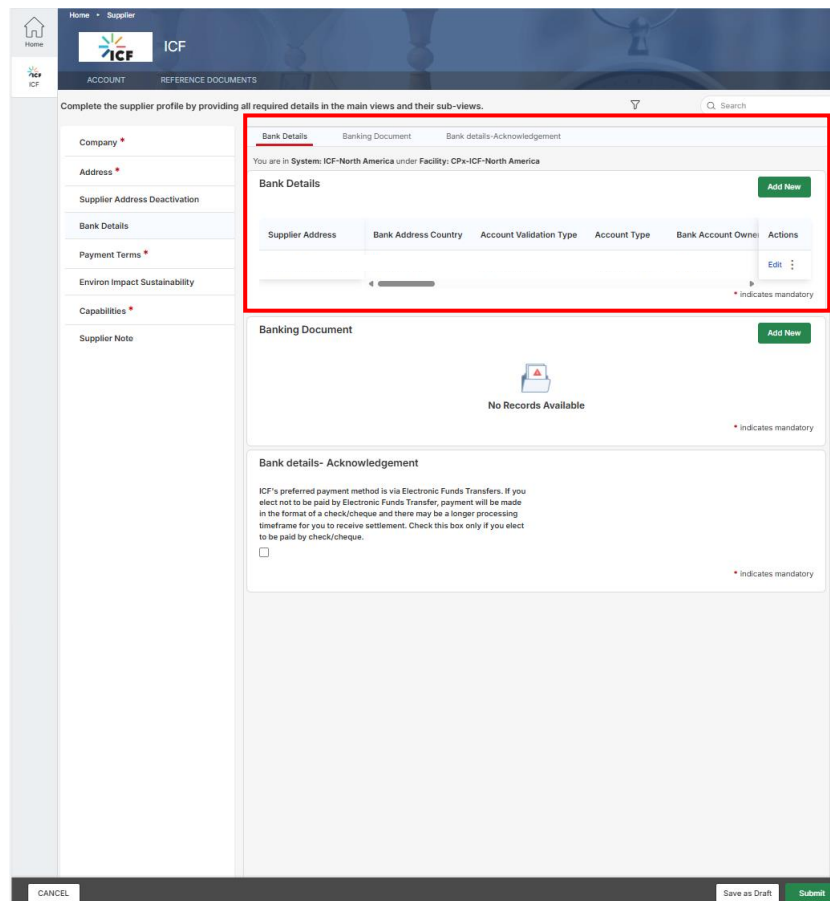 Home • Supplier
Home
ICF
ICF
ICF
ICF
ACCOUNT REFERENCE DOCUMENTS
Complete the supplier profile by providing all required details in the main views and their sub-views.
Search
Company *
Address *
Supplier Address Deactivation
Bank Details
Payment Terms *
Environ Impact Sustainability
Capabilities *
Supplier Note
Bank Details Banking Document Bank details-Acknowledgement
You are in System: ICF-North America under Facility: CPx-ICF-North America
Bank Details
Add New
Supplier Address Bank Address Country Account Validation Type Account Type Bank Account Owne Actions
Edit
* indicates mandatory
Banking Document
Add New
No Records Available
* indicates mandatory
Bank details- Acknowledgement
ICF's preferred payment method is via Electronic Funds Transfers. If you
elect not to be paid by Electronic Funds Transfer, payment will be made
in the format of a check/cheque and there may be a longer processing
timeframe for you to receive settlement. Check this box only if you elect
to be paid by check/cheque.
* indicates mandatory
CANCEL
Save as Draft
Submit